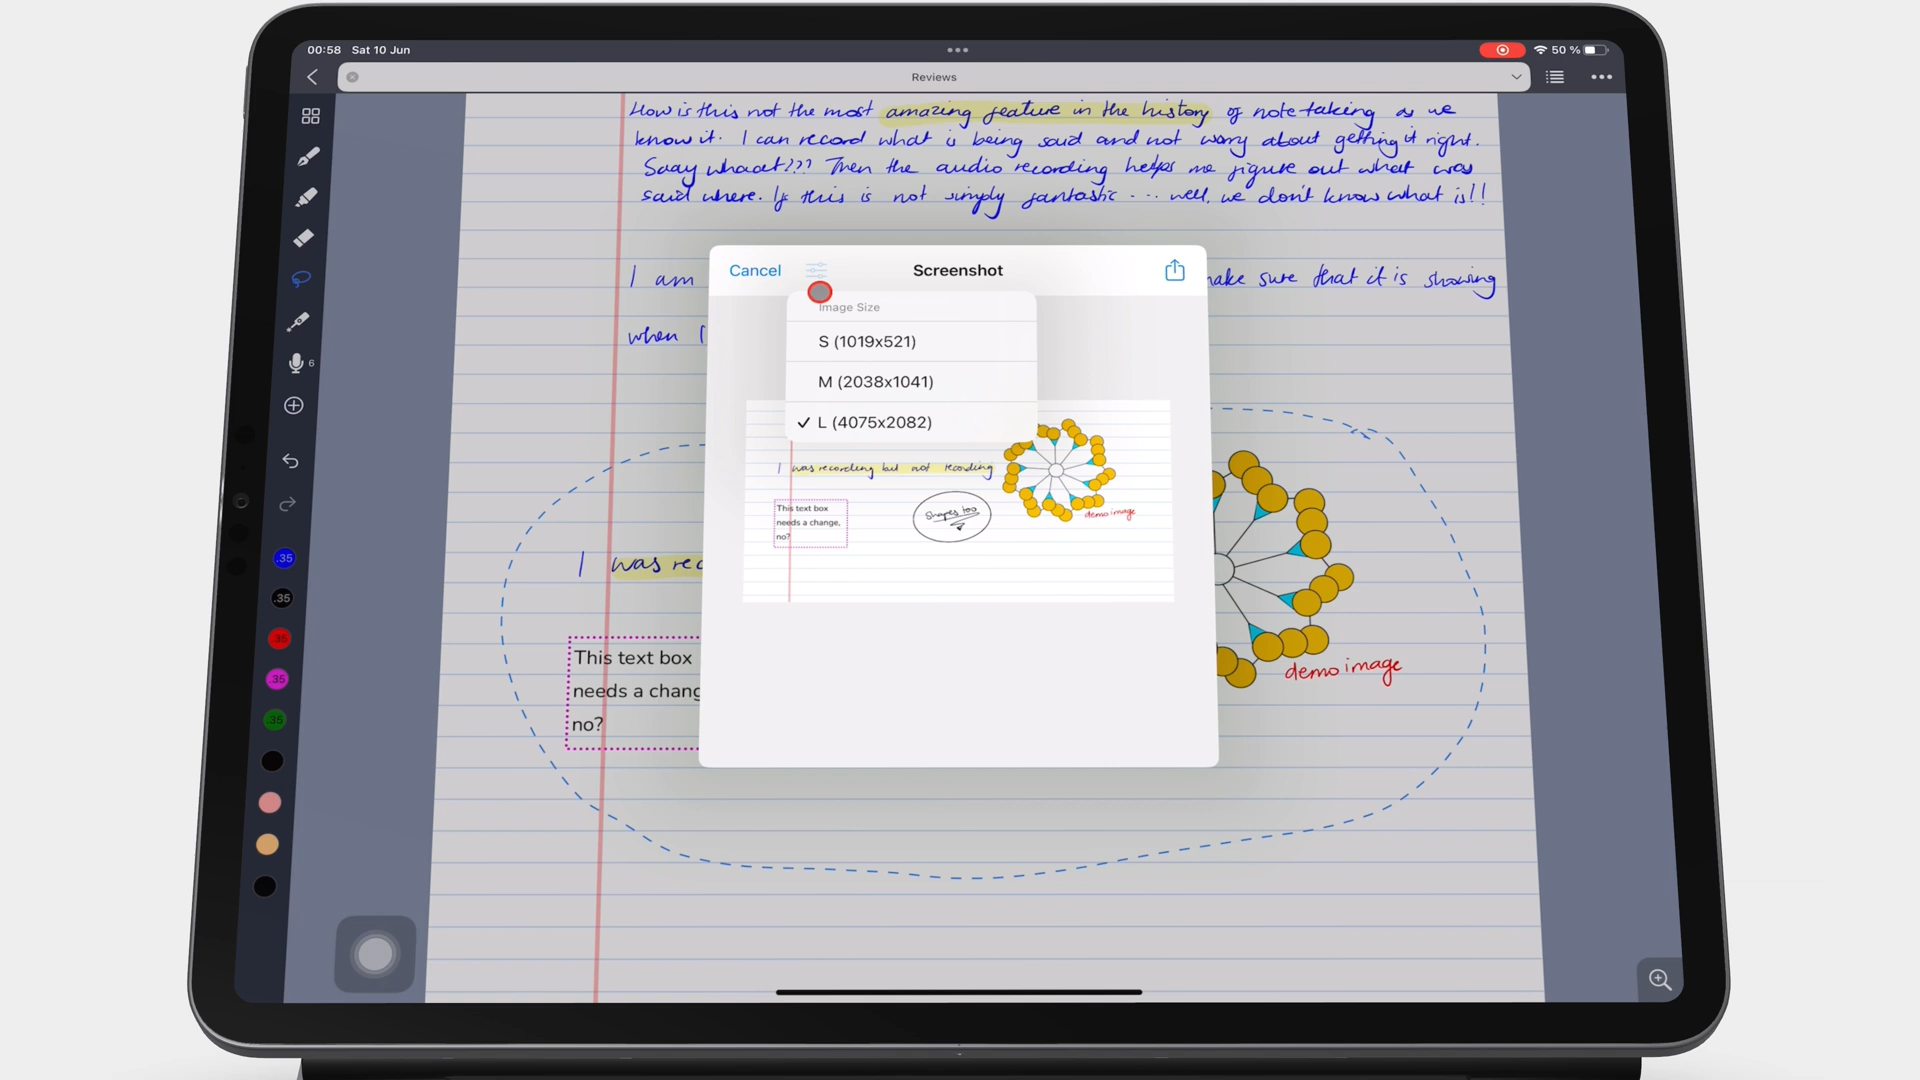 00:58 Sat 10 Jun
50 %
Reviews
How is this not the most amazing feature in the history of note-taking as we
know it. I can record what is being said and not worry about getting it right.
Saay whaaat??? Then the audio recording helps me figure out what was
said where. If this is not simply fantastic ... well, we don't know what is!!
I am
make sure that it is showing
when I
Cancel
Screenshot
Image Size
S (1019x521)
M (2038x1041)
L (4075x2082)
I was recording but not recording
This text box
needs a change,
no?
Shapes too
demo image
I was rec
This text box
needs a chang
no?
demo image
6
.35
.35
.35
.35
.35